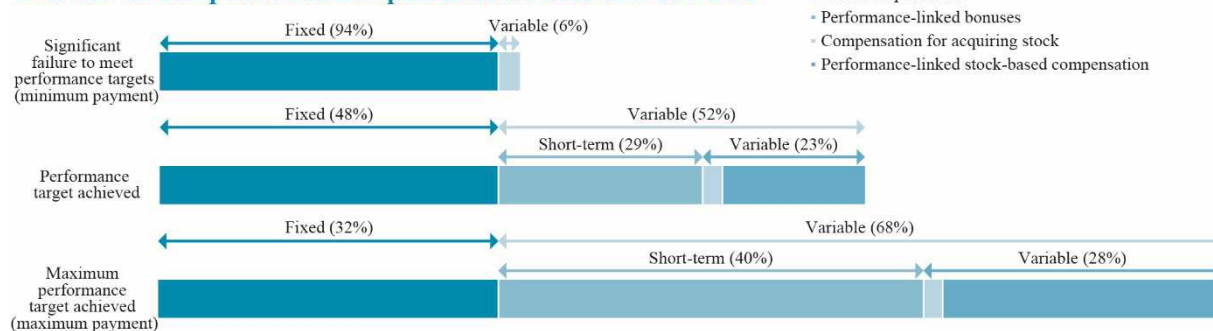 Variable (6%)
Fixed (94%)
Significant
failure to meet
performance targets
(minimum payment)
▪ Performance-linked bonuses
▪ Compensation for acquiring stock
▪ Performance-linked stock-based compensation
Fixed (48%)
Variable (52%)
Short-term (29%)
Variable (23%)
Performance
target achieved
Fixed (32%)
Variable (68%)
Short-term (40%)
Variable (28%)
Maximum
performance
target achieved
(maximum payment)